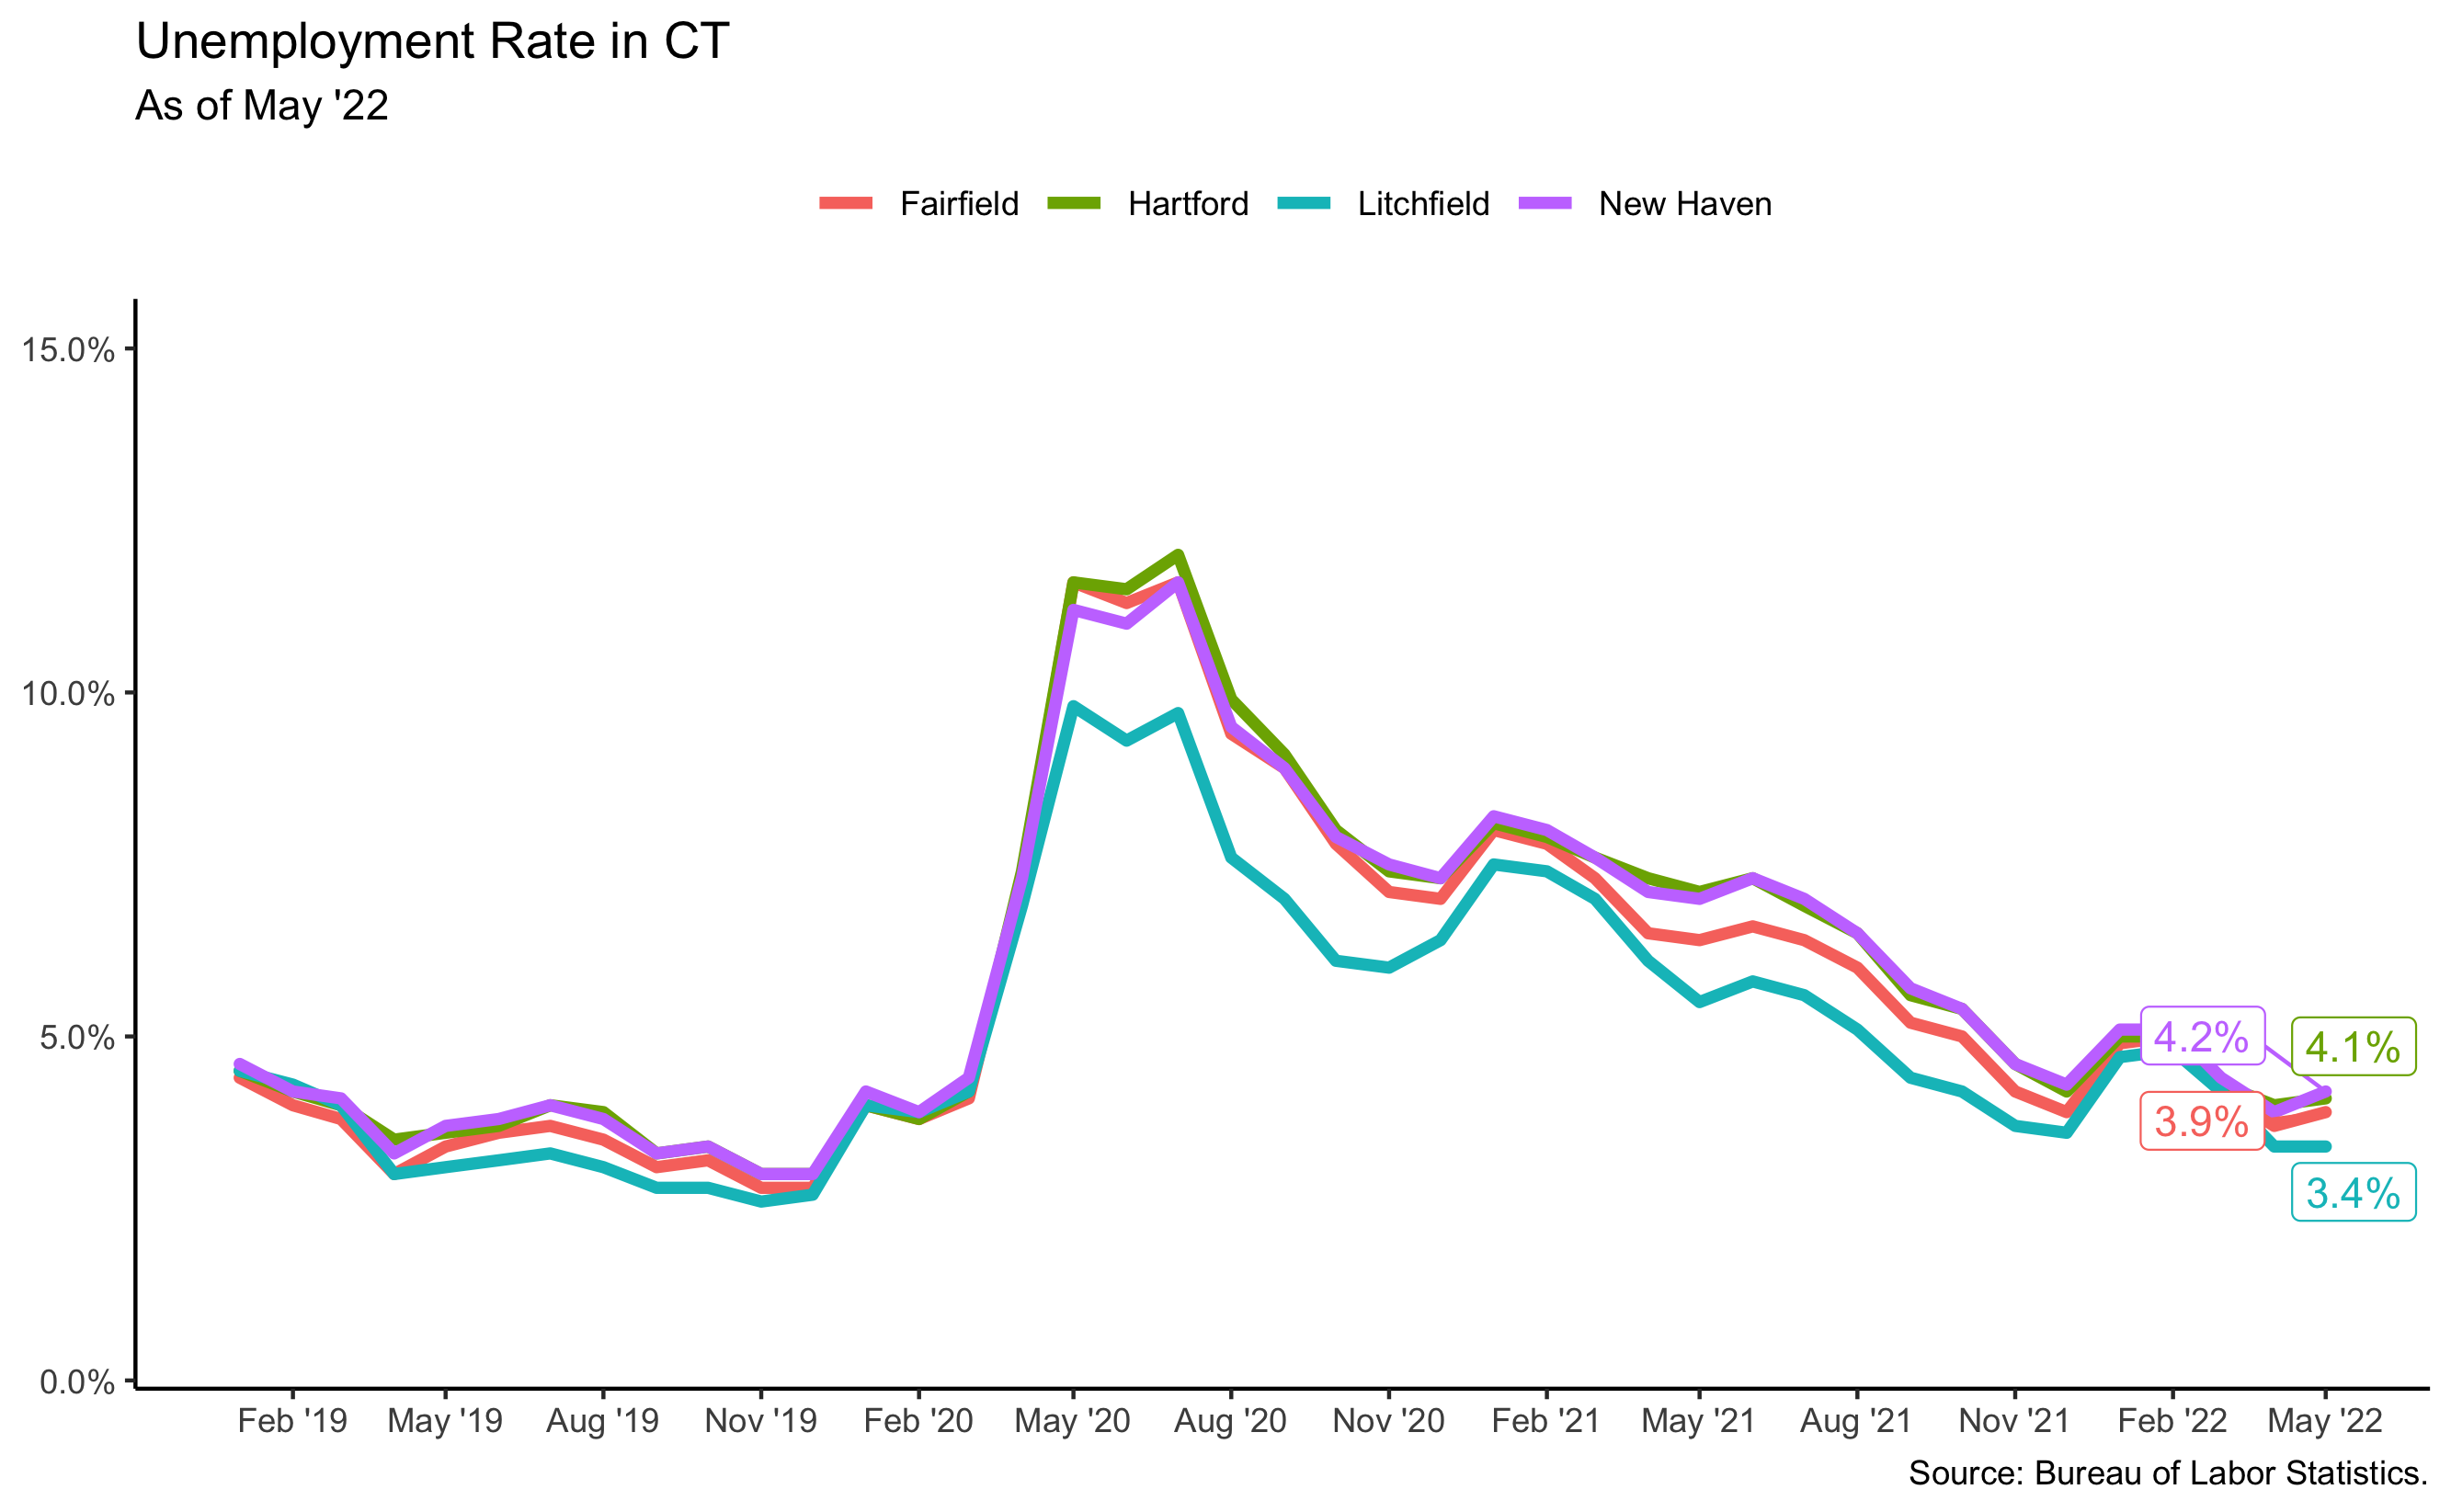 Unemployment Rate in CT
As of May '22
Fairfield Hartford Litchfield New Haven
15.0%
10.0%
5.0%
0.0%
4.2%
4.1%
3.9%
3.4%
Feb '19 May '19 Aug '19 Nov '19 Feb '20 May '20 Aug '20 Nov '20 Feb '21 May '21 Aug '21 Nov '21 Feb '22 May '22
Source: Bureau of Labor Statistics.